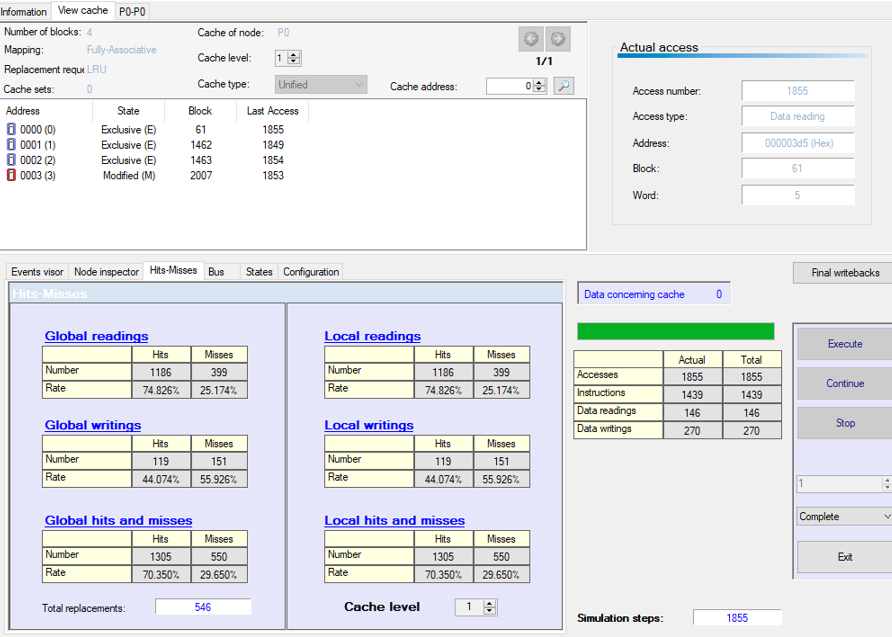 Information View cache P0-P0
Number of blocks: 4 Cache of node: P0
Mapping: Fully-Associative
Cache level: 1
Replacement reque LRU
Cache sets: 0 Cache type: Unified Cache address: 0
1/1
Address State Block Last Access
0000 (0) Exclusive (E) 61 1855
0001 (1) Exclusive (E) 1462 1849
0002 (2) Exclusive (E) 1463 1854
0003 (3) Modified (M) 2007 1853
Actual access
Access number: 1855
Access type: Data reading
Address: 000003d5 (Hex)
Block: 61
Word: 5
Events visor Node inspector Hits-Misses Bus States Configuration
Hits-Misses
Global readings
Hits Misses
Number 1186 399
Rate 74.826% 25.174%
Global writings
Hits Misses
Number 119 151
Rate 44.074% 55.926%
Global hits and misses
Hits Misses
Number 1305 550
Rate 70.350% 29.650%
Total replacements: 546
Local readings
Hits Misses
Number 1186 399
Rate 74.826% 25.174%
Local writings
Hits Misses
Number 119 151
Rate 44.074% 55.926%
Local hits and misses
Hits Misses
Number 1305 550
Rate 70.350% 29.650%
Cache level 1
Data concerning cache 0
Actual Total
Accesses 1855 1855
Instructions 1439 1439
Data readings 146 146
Data writings 270 270
Simulation steps: 1855
Final writebacks
Execute
Continue
Stop
1
Complete
Exit